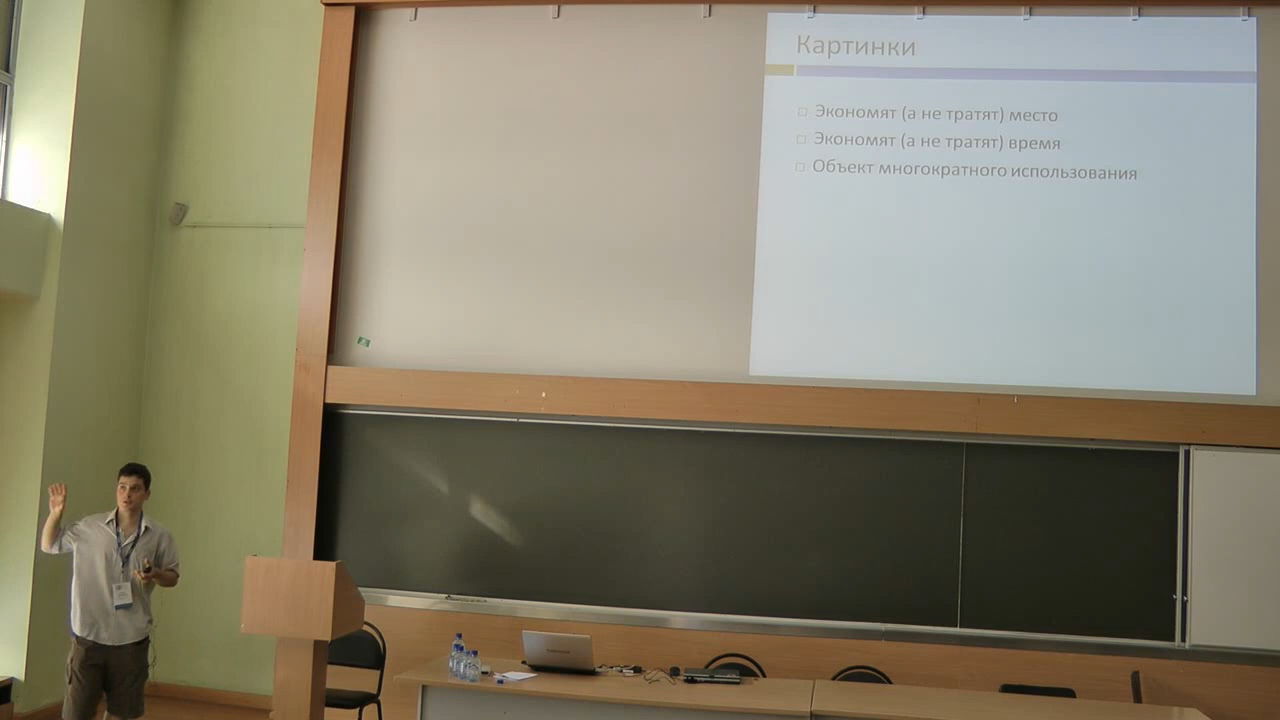 Картинки
Экономят (а не тратят) место
Экономят (а не тратят) время
Объект многократного использования